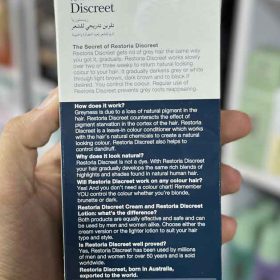 Discreet
ريستوريا
تلوين تدريجي للشعر
The Secret of Restoria Discreet
Restoria Discreet gets rid of grey hair the same way
you got it, gradually. Restoria Discreet works slowly
over two or three weeks to return natural-looking
colour to your hair. It gradually darkens grey or white
through light brown, dark brown and to black if
desired. You are in control. Regular use of Restoria
Discreet prevents grey roots reappearing.
How does it work?
Greyness is due to a loss of natural pigment in the
hair. Restoria Discreet counteracts the effect of
pigment starvation in the cortex of the hair. Restoria
Discreet is a leave-in colour conditioner which works
with the hair's natural chemicals to create a natural
looking colour. Restoria Discreet also helps to
control dandruff.
Why does it look natural?
Restoria Discreet is not a dye. With Restoria Discreet
your hair gradually develops the same rich blends of
highlights and shades found in natural human hair.
Will Restoria Discreet work on any colour hair?
Yes! And you don't need a colour chart! Remember
YOU control the colour whether you're blonde,
brunette or dark.
Restoria Discreet Cream and Restoria Discreet
Lotion: what's the difference?
Both products are equally effective and safe and can
be used by men and women alike. Choose either the
cream version or the lighter lotion to suit your hair
type and style.
Is Restoria Discreet well proved?
Yes, Restoria Discreet has been used by millions
of men and women for over 50 years and is sold
worldwide.
Restoria Discreet, born in Australia,
exported to the world.